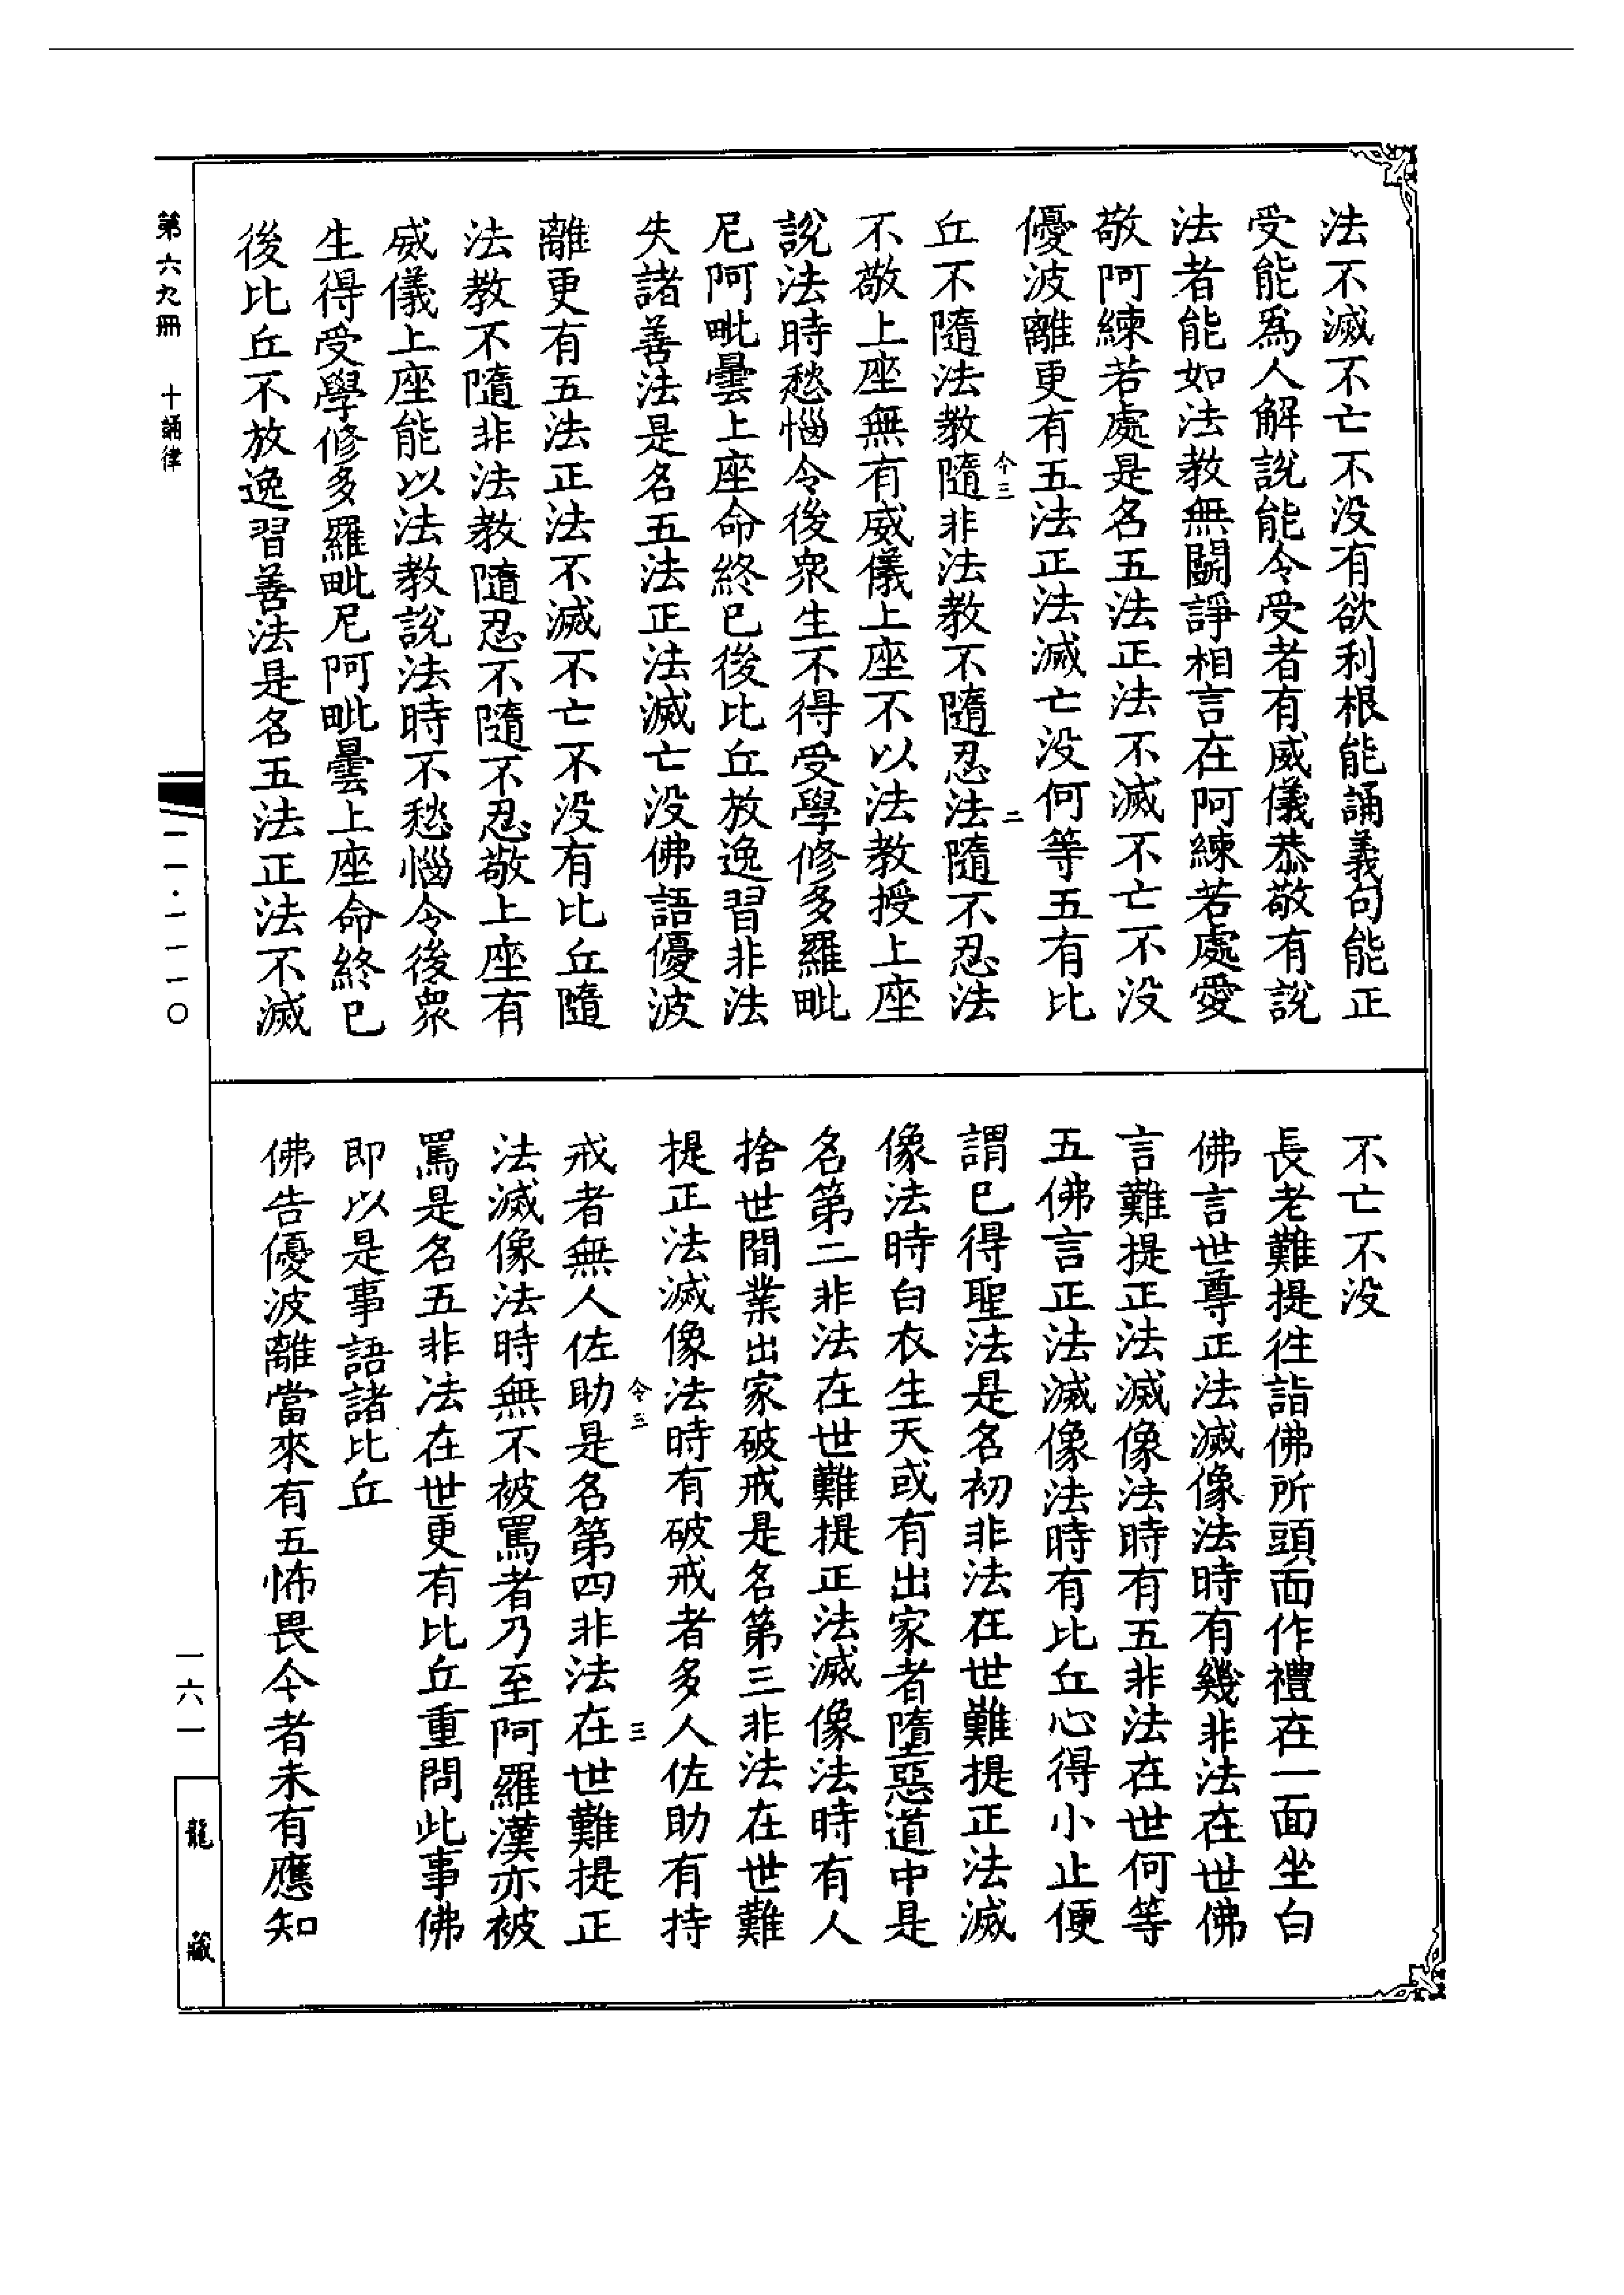 法不滅不亡不没有欲利根能誦義句能正
受能爲人解說能令受者有威儀恭敬有說
法者能如法教無闘諍相言在阿練若處愛
敬阿練若處是名五法正法不滅不亡不没
優波離更有五法正法滅亡没何等五有比
令三
二
丘不隨法教隨非法教不隨忍法隨不忍法
不敬上座無有威儀上座不以法教授上座
說法時愁惱令後衆生不得受學修多羅毗
尼阿毗曇上座命終已後比丘放逸習非法
失諸善法是名五法正法滅亡没佛語優波
離更有五法正法不滅不亡不没有比丘隨
法教不隨非法教隨忍不隨不忍敬上座有
威儀上座能以法教說法時不愁惱令後衆
生得受學修多羅毗尼阿毗曇上座命終已
後比丘不放逸習善法是名五法正法不滅
不亡不没
長老難提往詣佛所頭面作禮在一面坐白
佛言世尊正法滅像法時有幾非法在世佛
言難提正法滅像法時有五非法在世何等
五佛言正法滅像法時有比丘心得小止便
謂已得聖法是名初非法在世難提正法滅
像法時白衣生天或有出家者墮惡道中是
名第二非法在世難提正法滅像法時有人
捨世間業出家破戒是名第三非法在世難
提正法滅像法時有破戒者多人佐助有持
令三
三
戒者無人佐助是名第四非法在世難提正
法滅像法時無不被罵者乃至阿羅漢亦被
罵是名五非法在世更有比丘重問此事佛
即以是事語諸比丘
佛告優波離當來有五怖畏今者未有應知
第六九冊 十誦律
二一·一一一〇
一六一
龍藏